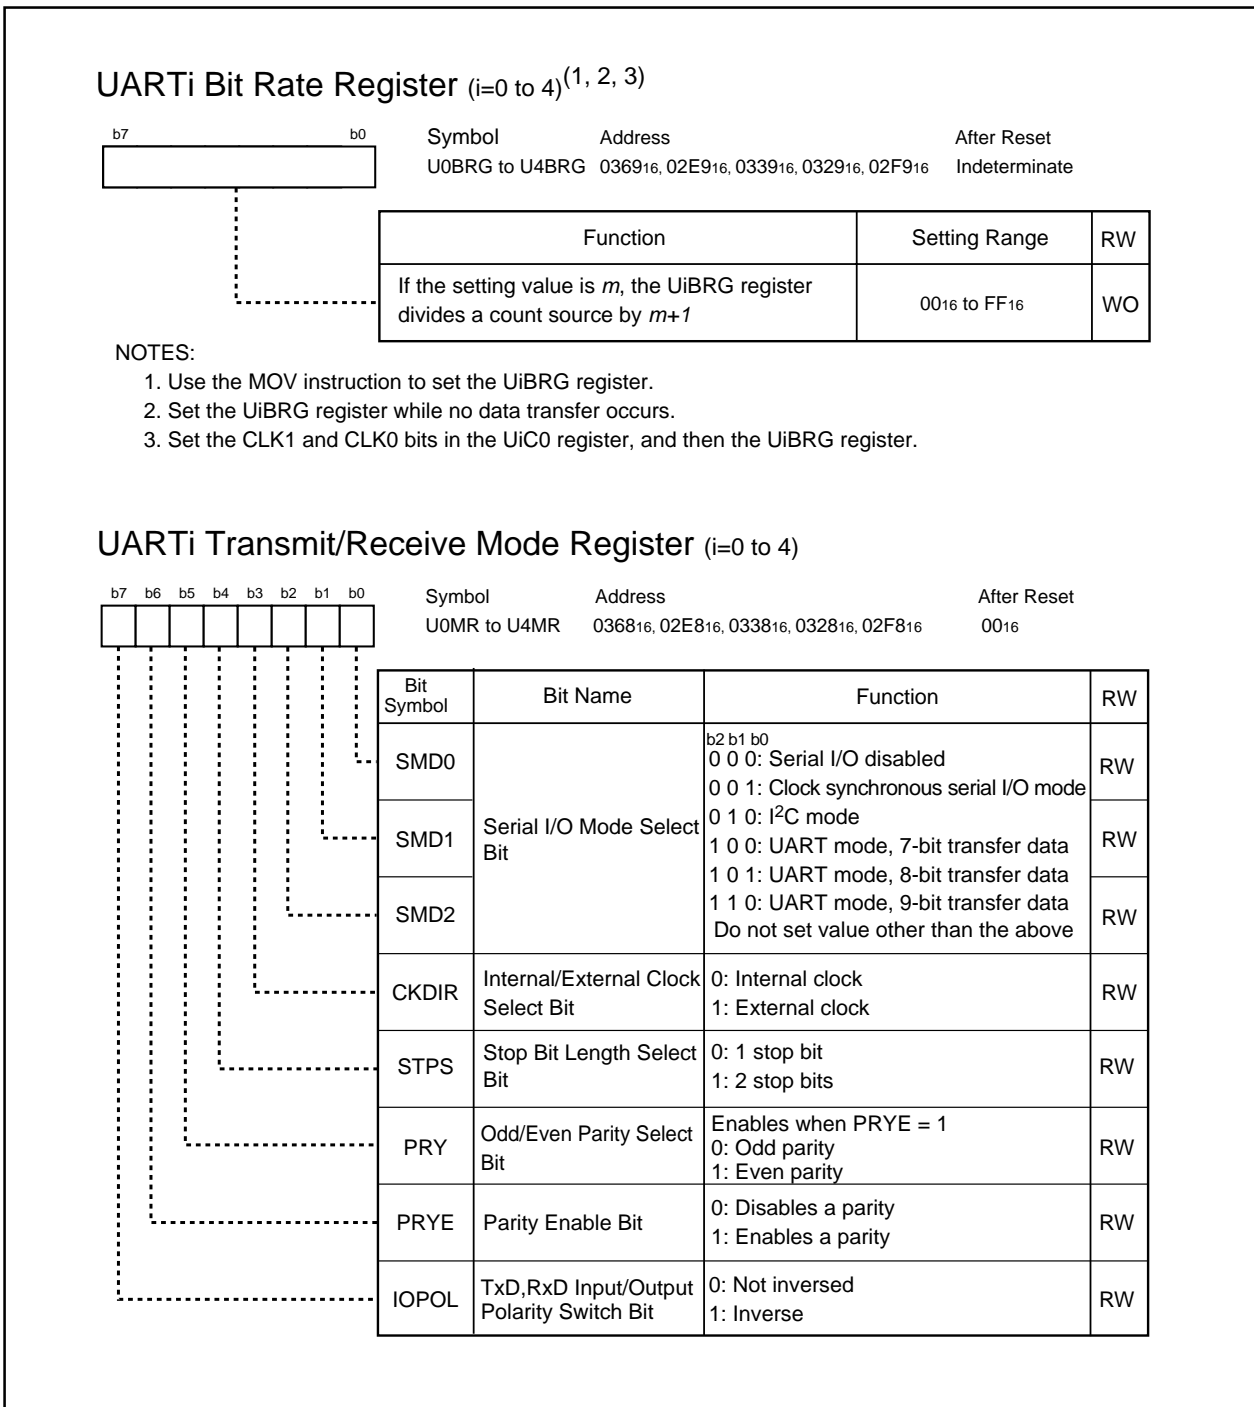 UARTi Bit Rate Register (i=0 to 4)(1, 2, 3)
b7 b0
Symbol Address After Reset
U0BRG to U4BRG 036916, 02E916, 033916, 032916, 02F916 Indeterminate
Function Setting Range RW
If the setting value is m, the UiBRG register
divides a count source by m+1
0016 to FF16 WO
NOTES:
1. Use the MOV instruction to set the UiBRG register.
2. Set the UiBRG register while no data transfer occurs.
3. Set the CLK1 and CLK0 bits in the UiC0 register, and then the UiBRG register.
UARTi Transmit/Receive Mode Register (i=0 to 4)
b7 b6 b5 b4 b3 b2 b1 b0
Symbol Address After Reset
U0MR to U4MR 036816, 02E816, 033816, 032816, 02F816 0016
Bit
Symbol
Bit Name Function RW
SMD0
SMD1
SMD2
Serial I/O Mode Select
Bit
b2 b1 b0
0 0 0: Serial I/O disabled
0 0 1: Clock synchronous serial I/O mode
0 1 0: I2C mode
1 0 0: UART mode, 7-bit transfer data
1 0 1: UART mode, 8-bit transfer data
1 1 0: UART mode, 9-bit transfer data
Do not set value other than the above
RW
RW
RW
CKDIR
Internal/External Clock
Select Bit
0: Internal clock
1: External clock
RW
STPS
Stop Bit Length Select
Bit
0: 1 stop bit
1: 2 stop bits
RW
PRY
Odd/Even Parity Select
Bit
Enables when PRYE = 1
0: Odd parity
1: Even parity
RW
PRYE
Parity Enable Bit
0: Disables a parity
1: Enables a parity
RW
IOPOL
TxD,RxD Input/Output
Polarity Switch Bit
0: Not inversed
1: Inverse
RW